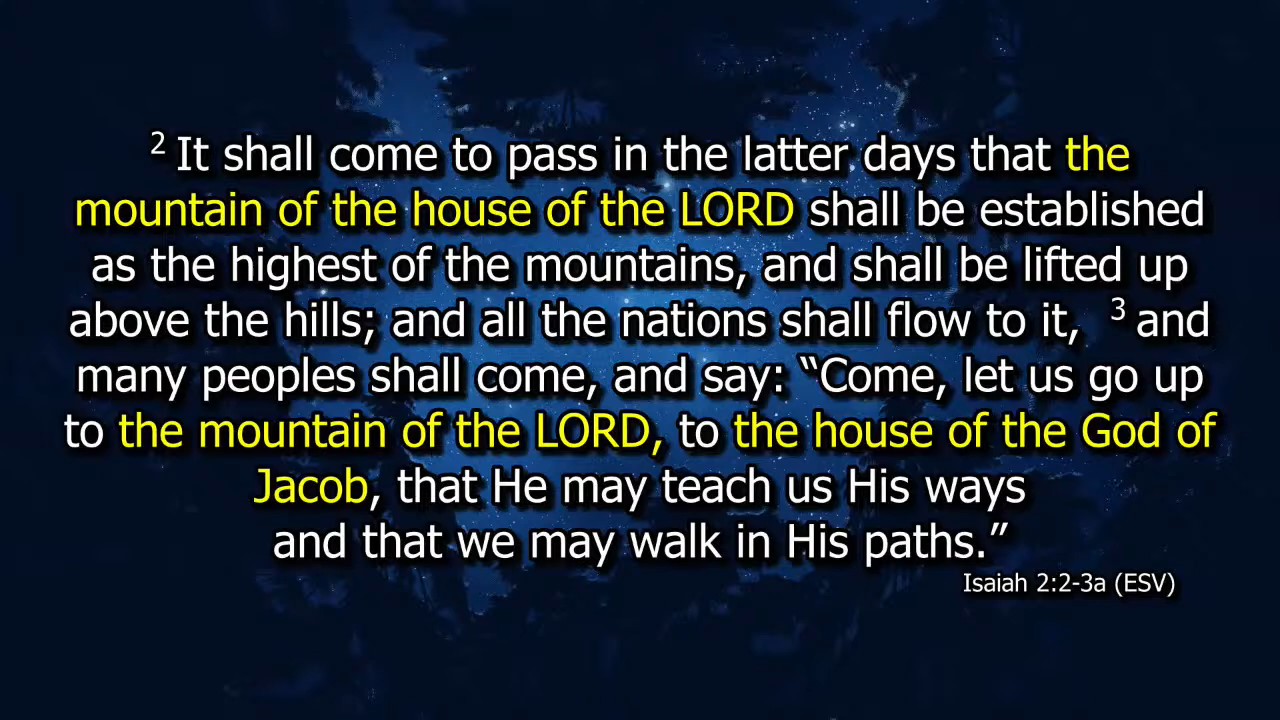 ² It shall come to pass in the latter days that the
mountain of the house of the LORD shall be established
as the highest of the mountains, and shall be lifted up
above the hills; and all the nations shall flow to it, ³ and
many peoples shall come, and say: “Come, let us go up
to the mountain of the LORD, to the house of the God of
Jacob, that He may teach us His ways
and that we may walk in His paths.”
Isaiah 2:2-3a (ESV)